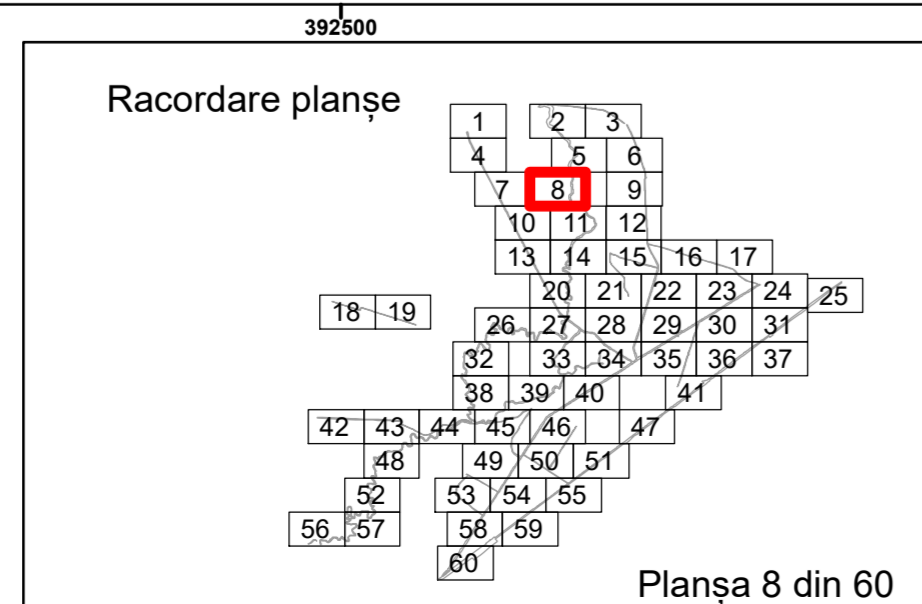 392500
Racordare planșe
1 2 3
4 5 6
7 8 9
10 11 12
13 14 15 16 17
20 21 22 23 24 25
18 19
26 27 28 29 30 31
32 33 34 35 36 37
38 39 40 41
42 43 44 45 46 47
48 49 50 51
52 53 54 55
56 57 58 59
60
Planșa 8 din 60